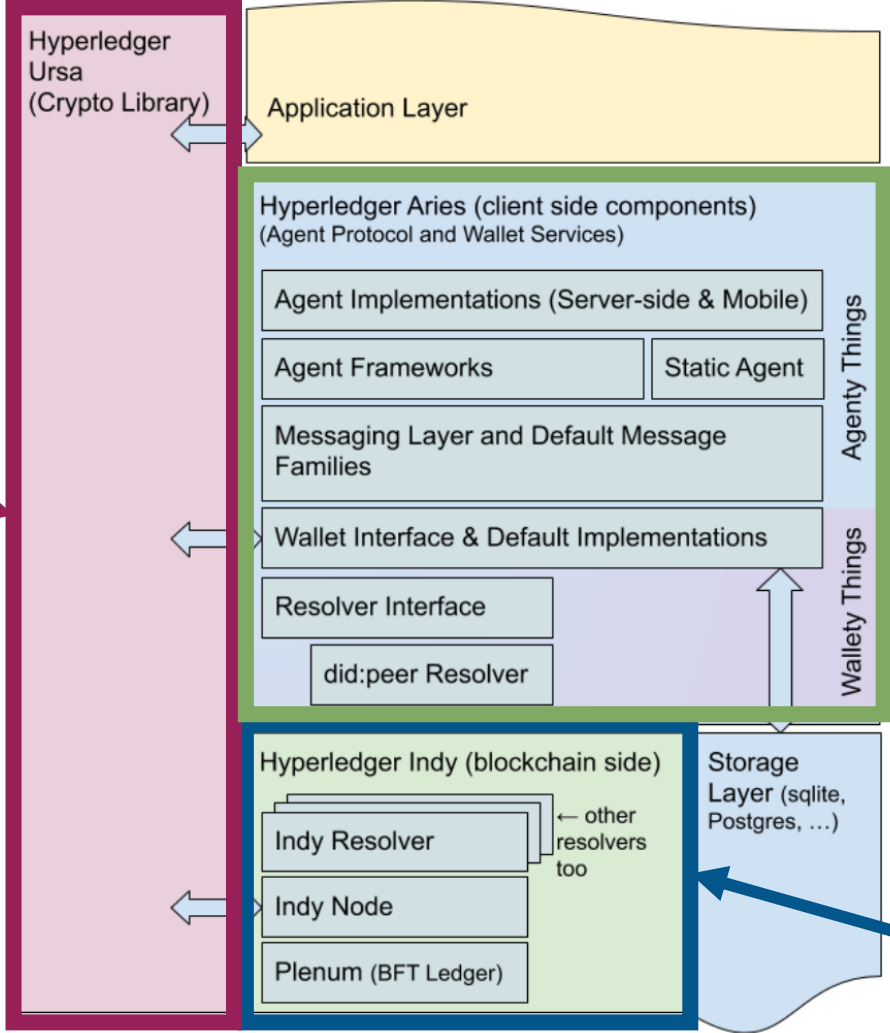 Hyperledger
Ursa
(Crypto Library)
Application Layer
Hyperledger Aries (client side components)
(Agent Protocol and Wallet Services)
Agent Implementations (Server-side & Mobile)
Agent Frameworks
Static Agent
Messaging Layer and Default Message
Families
Agenty Things
Wallet Interface & Default Implementations
Resolver Interface
did:peer Resolver
Wallety Things
Hyperledger Indy (blockchain side)
Indy Resolver
← other
resolvers
too
Indy Node
Plenum (BFT Ledger)
Storage
Layer (sqlite,
Postgres, ...)